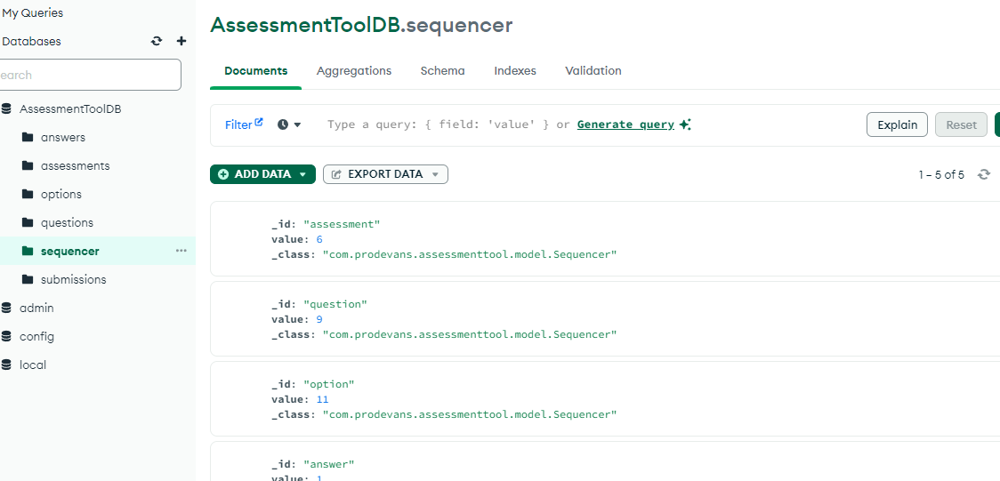 My Queries
Databases
earch
AssessmentToolDB
answers
assessments
options
questions
sequencer
submissions
admin
config
local
AssessmentToolDB.sequencer
Documents Aggregations Schema Indexes Validation
Filter Type a query: { field: 'value' } or Generate query Explain Reset
ADD DATA EXPORT DATA 1 – 5 of 5
_id: "assessment"
value: 6
_class: "com.prodevans.assessmenttool.model.Sequencer"
_id: "question"
value: 9
_class: "com.prodevans.assessmenttool.model.Sequencer"
_id: "option"
value: 11
_class: "com.prodevans.assessmenttool.model.Sequencer"
_id: "answer"
value: 1